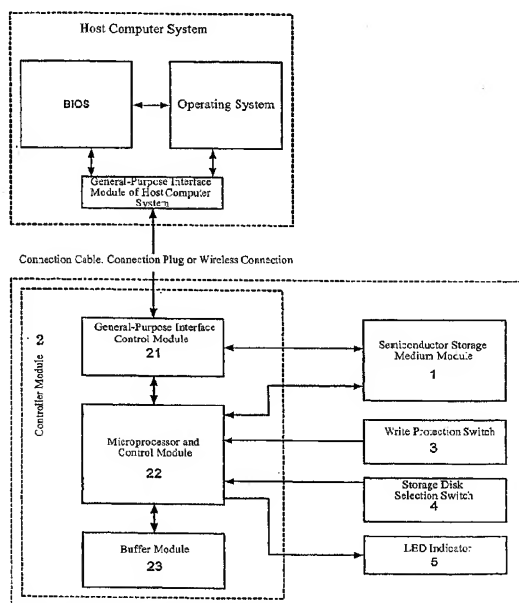 Host Computer System
BIOS
Operating System
General-Purpose Interface
Module of Host Computer
System
Connection Cable. Connection Plug or Wireless Connection
Controller Module 2
General-Purpose Interface
Control Module
21
Semiconductor Storage
Medium Module
1
Microprocessor and
Control Module
22
Write Protection Switch
3
Storage Disk
Selection Switch
4
Buffer Module
23
LED Indicator
5